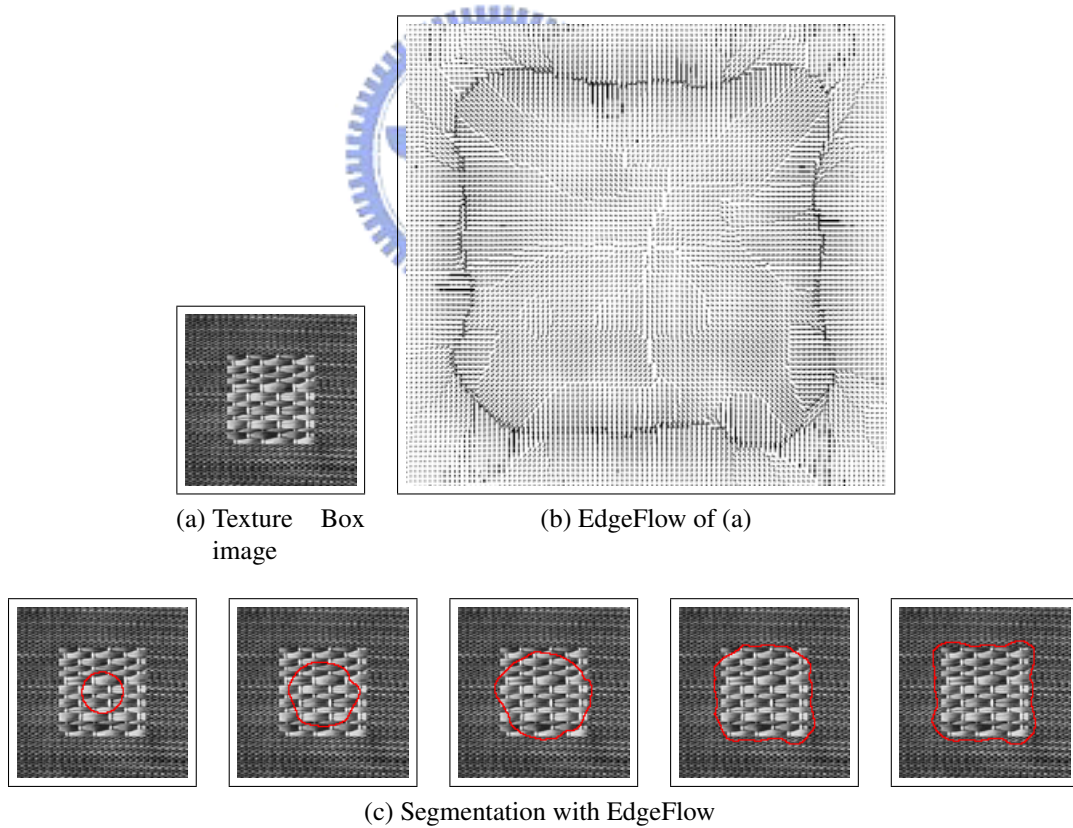 (a) Texture Box
image
(b) EdgeFlow of (a)
(c) Segmentation with EdgeFlow